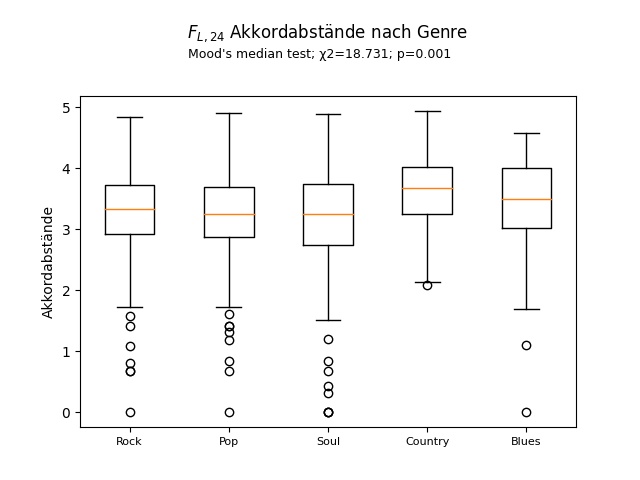 F_{L,24} Akkordabstände nach Genre
Mood's median test; χ2=18.731; p=0.001
5
4
3
2
1
0
Akkordabstände
Rock Pop Soul Country Blues